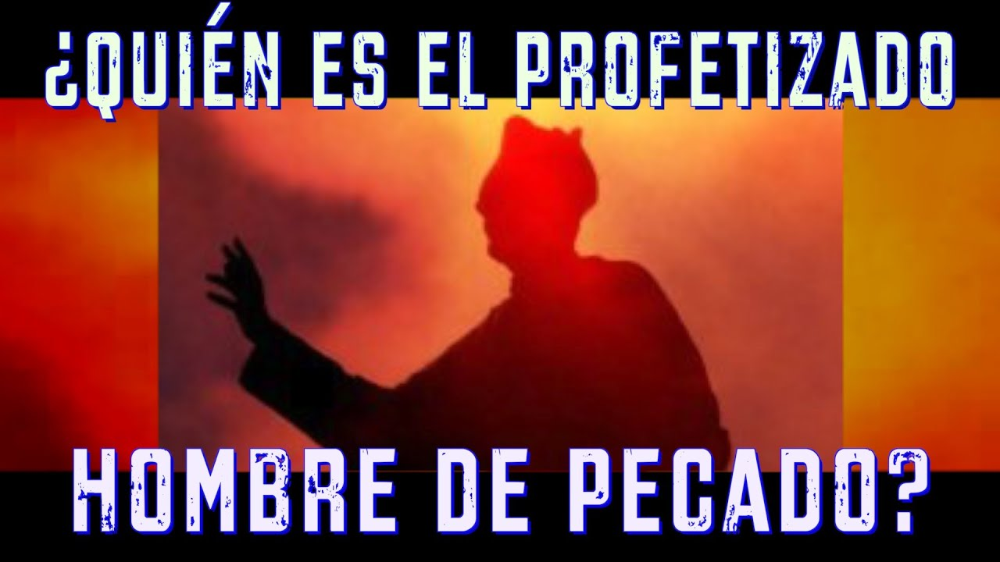 ¿QUIÉN ES EL PROFETIZADO
HOMBRE DE PECADO?